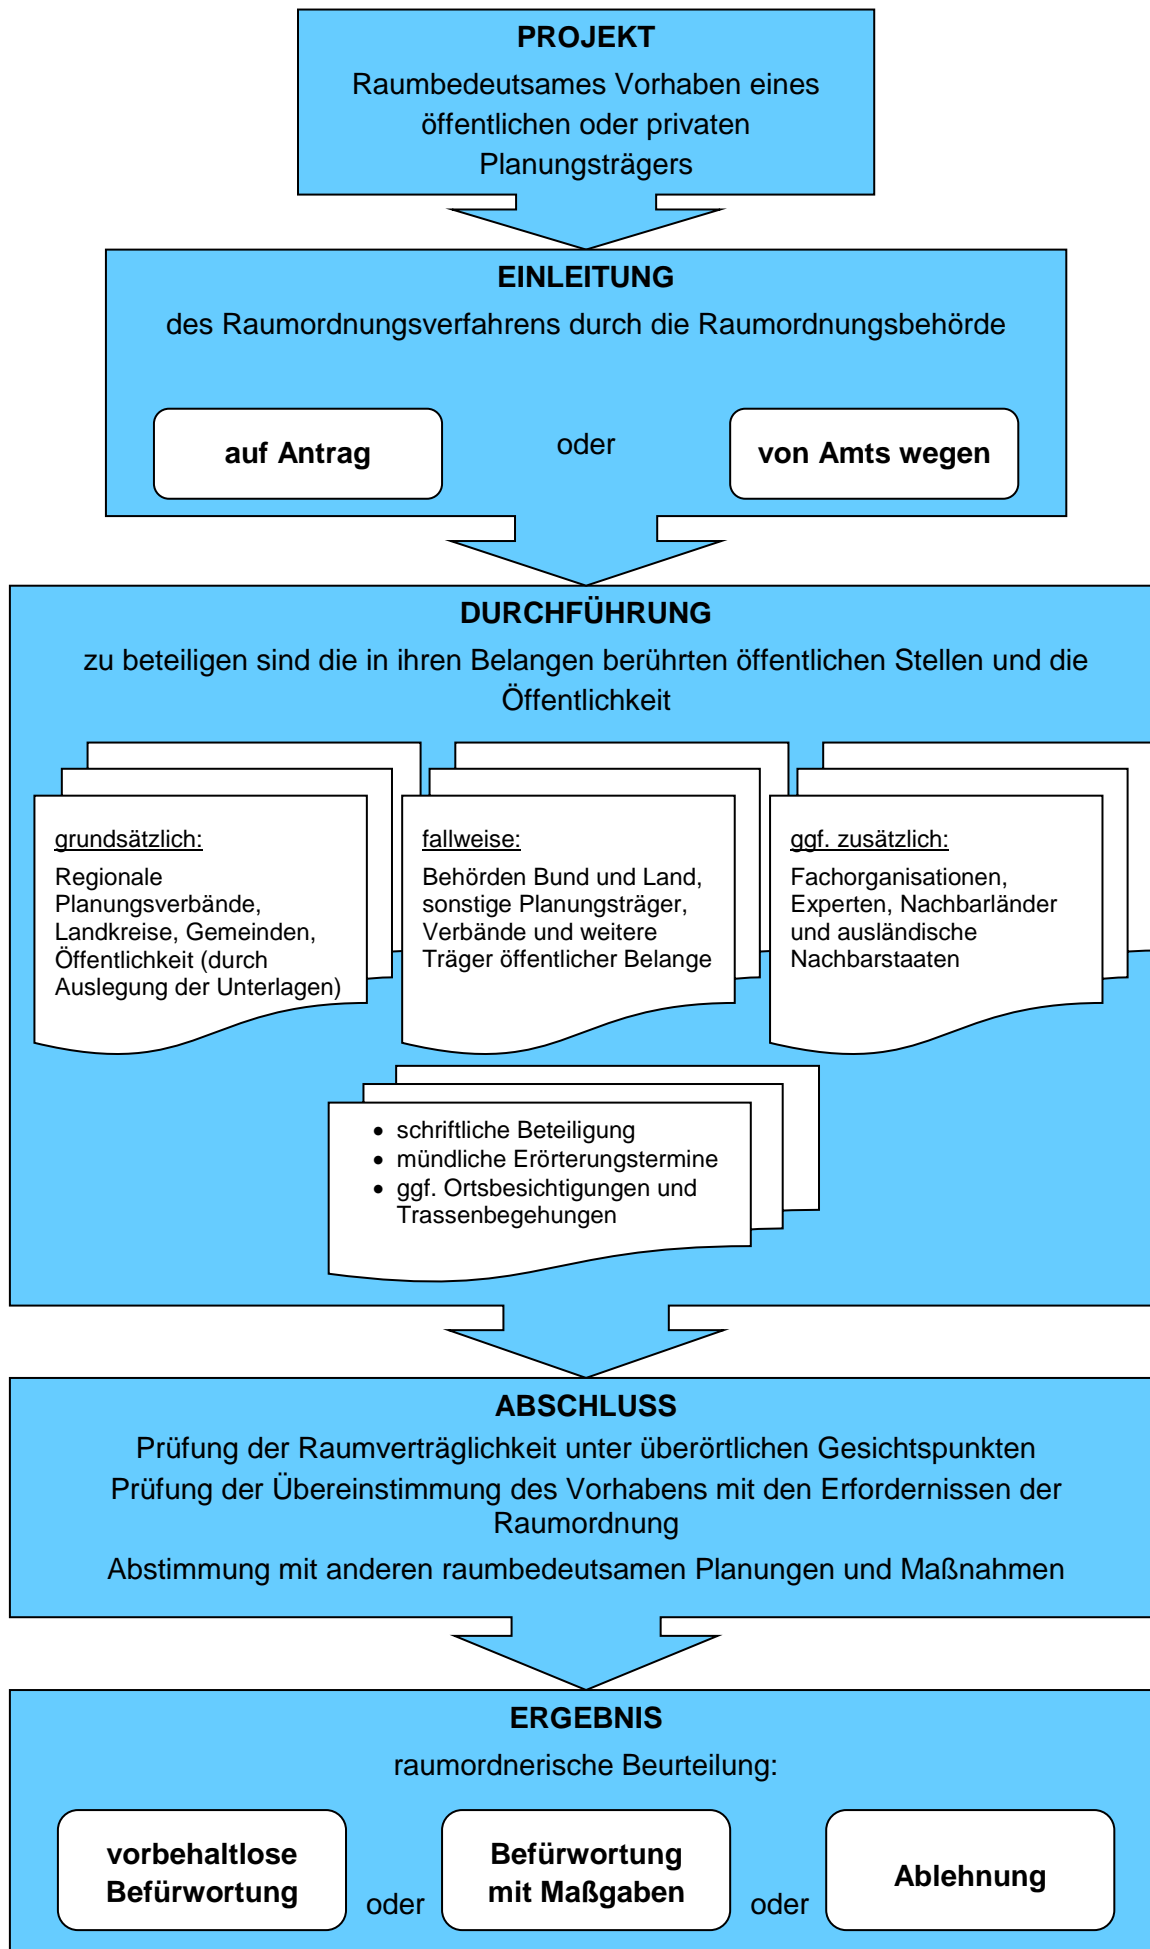 PROJEKT
Raumbedeutsames Vorhaben eines
öffentlichen oder privaten
Planungsträgers
EINLEITUNG
des Raumordnungsverfahrens durch die Raumordnungsbehörde
auf Antrag
oder
von Amts wegen
DURCHFÜHRUNG
zu beteiligen sind die in ihren Belangen berührten öffentlichen Stellen und die
Öffentlichkeit
grundsätzlich:
Regionale
Planungsverbände,
Landkreise, Gemeinden,
Öffentlichkeit (durch
Auslegung der Unterlagen)
fallweise:
Behörden Bund und Land,
sonstige Planungsträger,
Verbände und weitere
Träger öffentlicher Belange
ggf. zusätzlich:
Fachorganisationen,
Experten, Nachbarländer
und ausländische
Nachbarstaaten
• schriftliche Beteiligung
• mündliche Erörterungstermine
• ggf. Ortsbesichtigungen und
Trassenbegehungen
ABSCHLUSS
Prüfung der Raumverträglichkeit unter überörtlichen Gesichtspunkten
Prüfung der Übereinstimmung des Vorhabens mit den Erfordernissen der
Raumordnung
Abstimmung mit anderen raumbedeutsamen Planungen und Maßnahmen
ERGEBNIS
raumordnerische Beurteilung:
vorbehaltlose
Befürwortung
oder
Befürwortung
mit Maßgaben
oder
Ablehnung